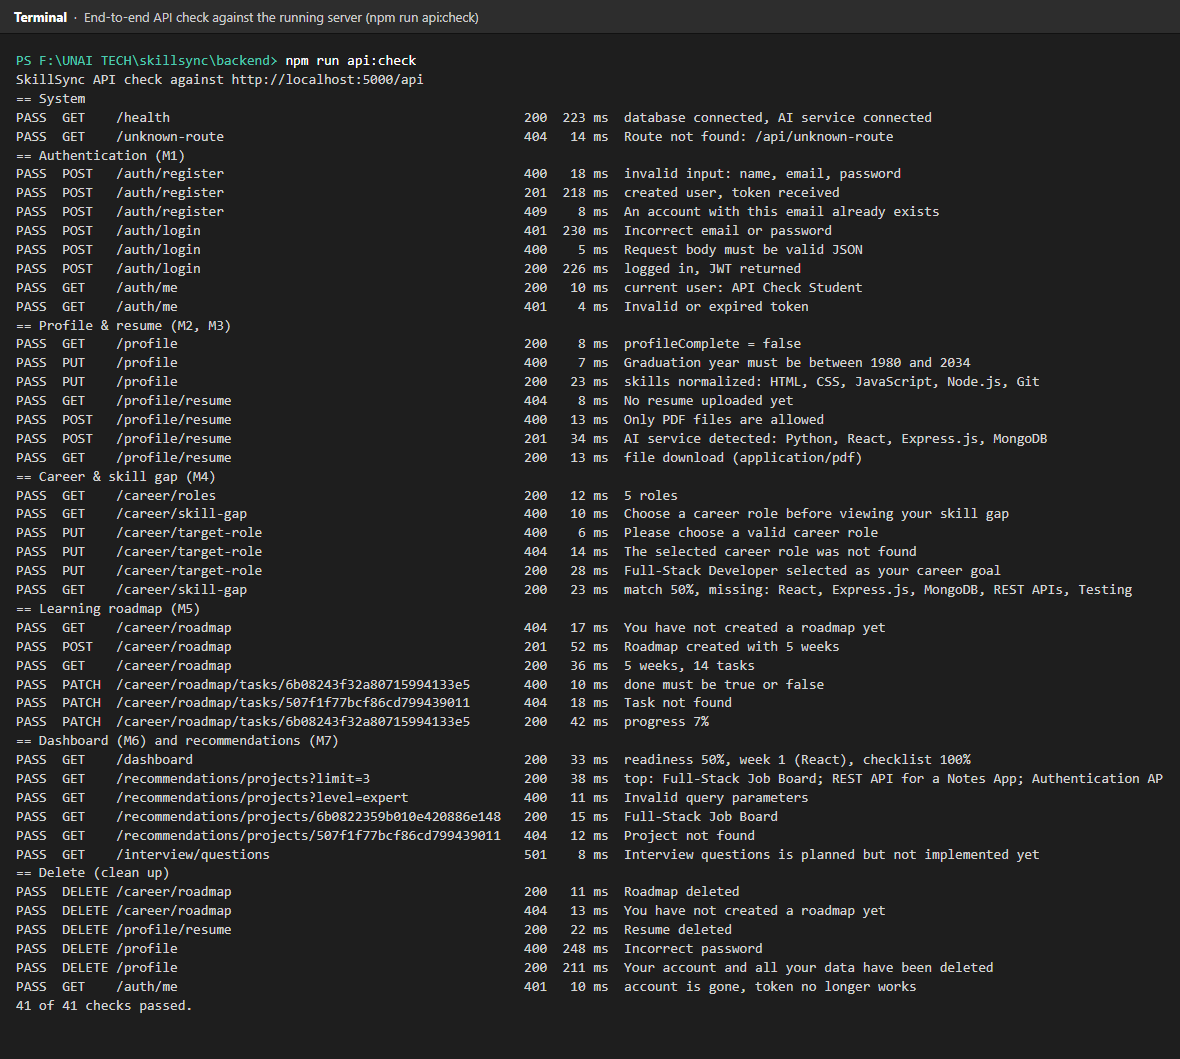 Terminal · End-to-end API check against the running server (npm run api:check)
PS F:\UNAI TECH\skillsync\backend> npm run api:check
SkillSync API check against http://localhost:5000/api
== System
PASS GET /health 200 223 ms database connected, AI service connected
PASS GET /unknown-route 404 14 ms Route not found: /api/unknown-route
== Authentication (M1)
PASS POST /auth/register 400 18 ms invalid input: name, email, password
PASS POST /auth/register 201 218 ms created user, token received
PASS POST /auth/register 409 8 ms An account with this email already exists
PASS POST /auth/login 401 230 ms Incorrect email or password
PASS POST /auth/login 400 5 ms Request body must be valid JSON
PASS POST /auth/login 200 226 ms logged in, JWT returned
PASS GET /auth/me 200 10 ms current user: API Check Student
PASS GET /auth/me 401 4 ms Invalid or expired token
== Profile & resume (M2, M3)
PASS GET /profile 200 8 ms profileComplete = false
PASS PUT /profile 400 7 ms Graduation year must be between 1980 and 2034
PASS PUT /profile 200 23 ms skills normalized: HTML, CSS, JavaScript, Node.js, Git
PASS GET /profile/resume 404 8 ms No resume uploaded yet
PASS POST /profile/resume 400 13 ms Only PDF files are allowed
PASS POST /profile/resume 201 34 ms AI service detected: Python, React, Express.js, MongoDB
PASS GET /profile/resume 200 13 ms file download (application/pdf)
== Career & skill gap (M4)
PASS GET /career/roles 200 12 ms 5 roles
PASS GET /career/skill-gap 400 10 ms Choose a career role before viewing your skill gap
PASS PUT /career/target-role 400 6 ms Please choose a valid career role
PASS PUT /career/target-role 404 14 ms The selected career role was not found
PASS PUT /career/target-role 200 28 ms Full-Stack Developer selected as your career goal
PASS GET /career/skill-gap 200 23 ms match 50%, missing: React, Express.js, MongoDB, REST APIs, Testing
== Learning roadmap (M5)
PASS GET /career/roadmap 404 17 ms You have not created a roadmap yet
PASS POST /career/roadmap 201 52 ms Roadmap created with 5 weeks
PASS GET /career/roadmap 200 36 ms 5 weeks, 14 tasks
PASS PATCH /career/roadmap/tasks/6b08243f32a80715994133e5 400 10 ms done must be true or false
PASS PATCH /career/roadmap/tasks/507f1f77bcf86cd799439011 404 18 ms Task not found
PASS PATCH /career/roadmap/tasks/6b08243f32a80715994133e5 200 42 ms progress 7%
== Dashboard (M6) and recommendations (M7)
PASS GET /dashboard 200 33 ms readiness 50%, week 1 (React), checklist 100%
PASS GET /recommendations/projects?limit=3 200 38 ms top: Full-Stack Job Board; REST API for a Notes App; Authentication AP
PASS GET /recommendations/projects?level=expert 400 11 ms Invalid query parameters
PASS GET /recommendations/projects/6b0822359b010e420886e148 200 15 ms Full-Stack Job Board
PASS GET /recommendations/projects/507f1f77bcf86cd799439011 404 12 ms Project not found
PASS GET /interview/questions 501 8 ms Interview questions is planned but not implemented yet
== Delete (clean up)
PASS DELETE /career/roadmap 200 11 ms Roadmap deleted
PASS DELETE /career/roadmap 404 13 ms You have not created a roadmap yet
PASS DELETE /profile/resume 200 22 ms Resume deleted
PASS DELETE /profile 400 248 ms Incorrect password
PASS DELETE /profile 200 211 ms Your account and all your data have been deleted
PASS GET /auth/me 401 10 ms account is gone, token no longer works
41 of 41 checks passed.